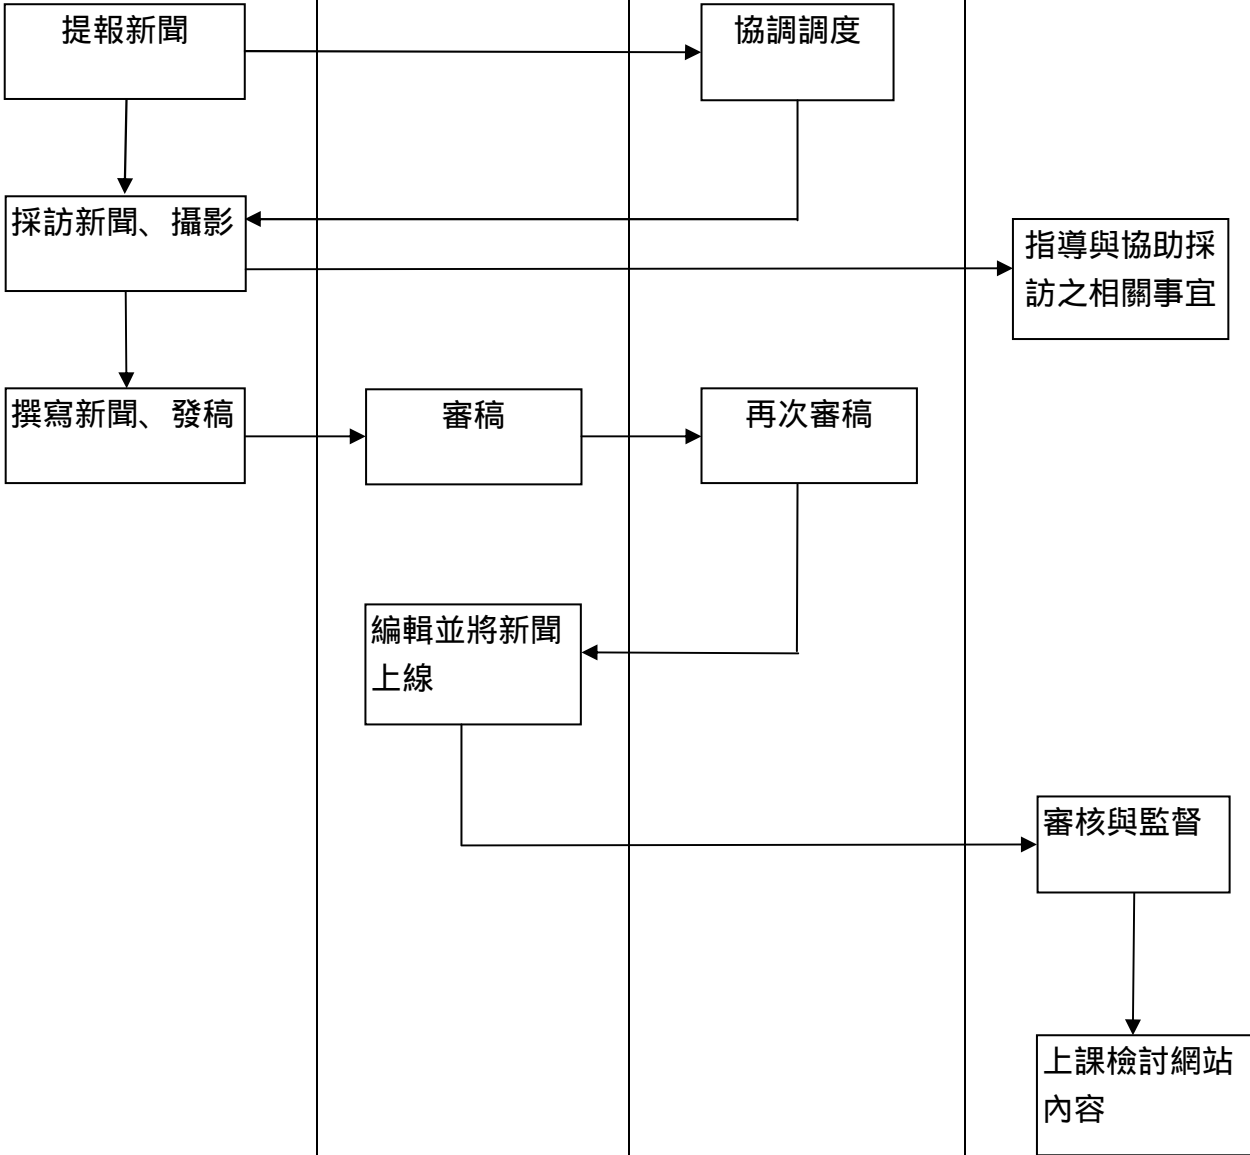 提報新聞
協調調度
採訪新聞、攝影
指導與協助採
訪之相關事宜
撰寫新聞、發稿
審稿
再次審稿
編輯並將新聞
上線
審核與監督
上課檢討網站
內容